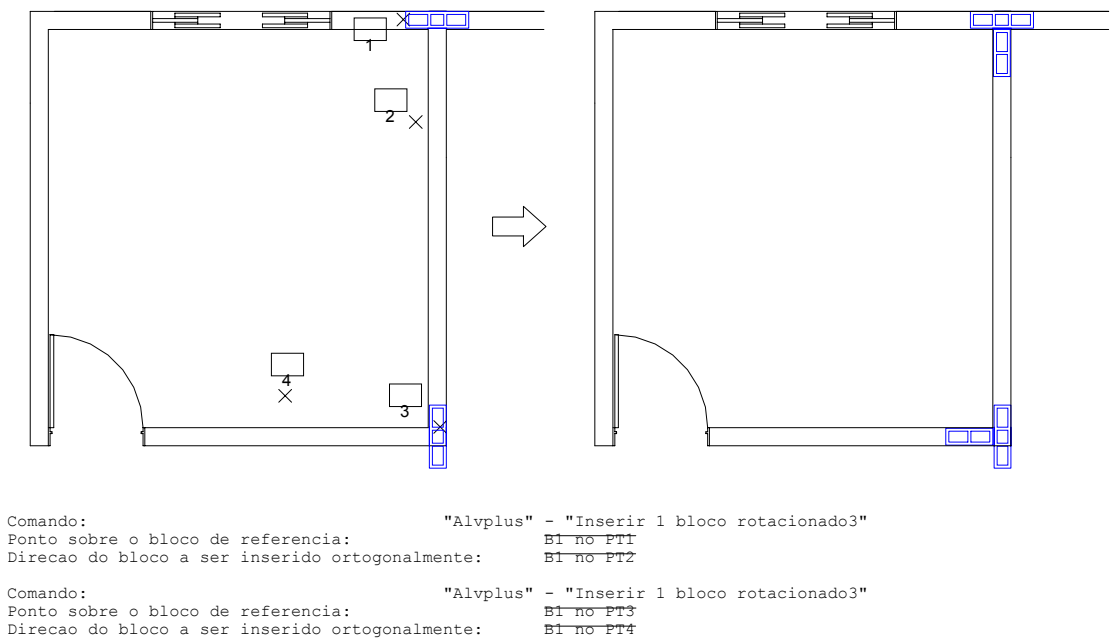 1
2
4
3
Comando: "Alvplus" - "Inserir 1 bloco rotacionado3"
Ponto sobre o bloco de referencia: B1 no PT1
Direcao do bloco a ser inserido ortogonalmente: B1 no PT2
Comando: "Alvplus" - "Inserir 1 bloco rotacionado3"
Ponto sobre o bloco de referencia: B1 no PT3
Direcao do bloco a ser inserido ortogonalmente: B1 no PT4